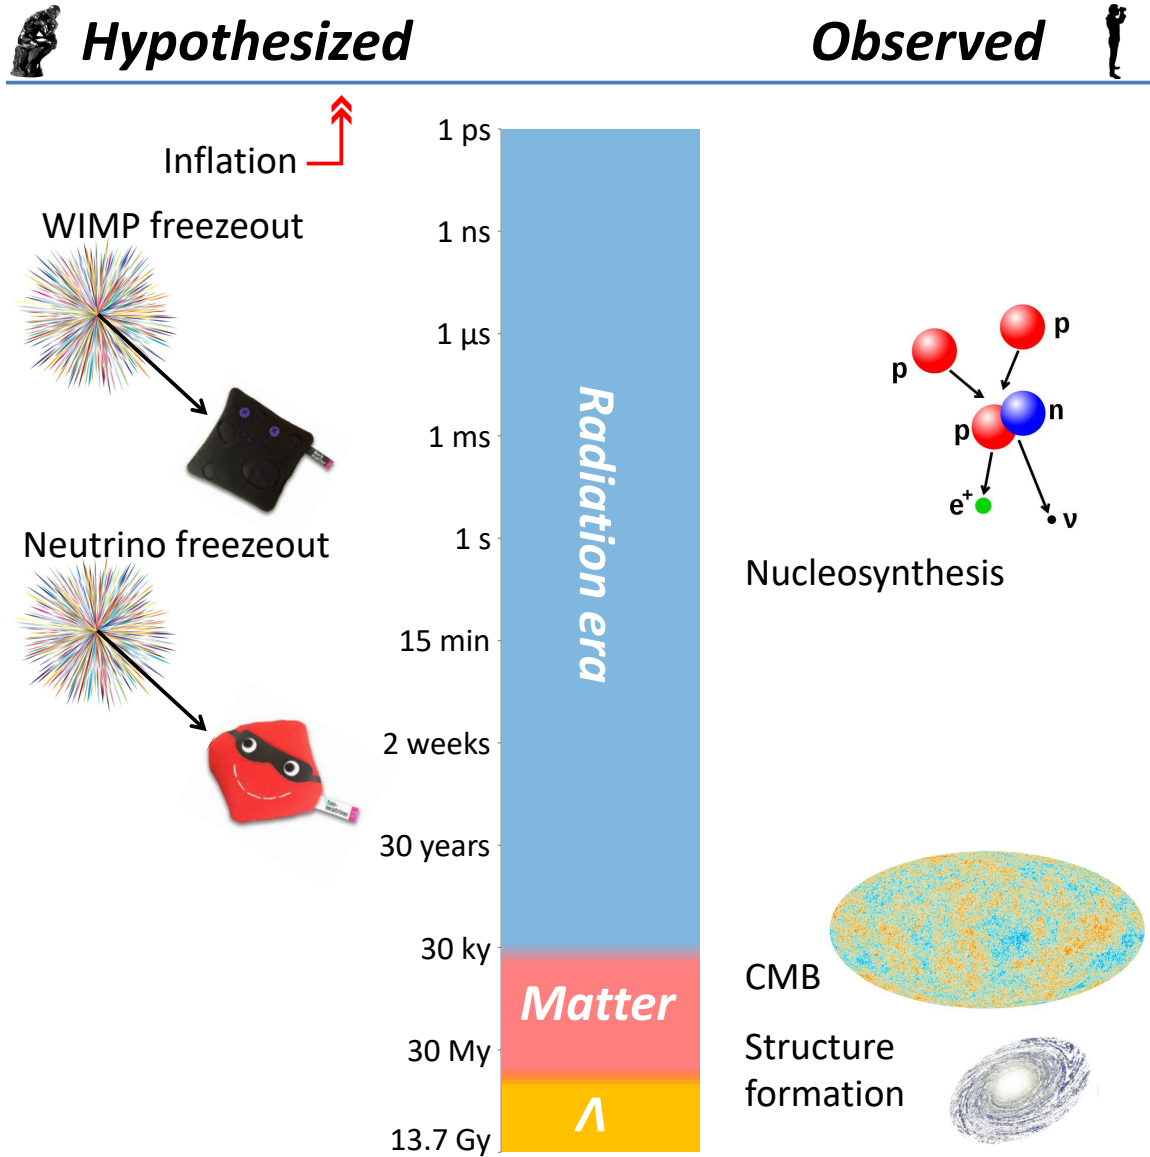 Hypothesized
Observed
Inflation
WIMP freezeout
Neutrino freezeout
1 ps
1 ns
1 µs
1 ms
1 s
15 min
2 weeks
30 years
30 ky
30 My
13.7 Gy
Radiation era
Matter
Λ
p
p
p
n
e+
ν
Nucleosynthesis
CMB
Structure
formation